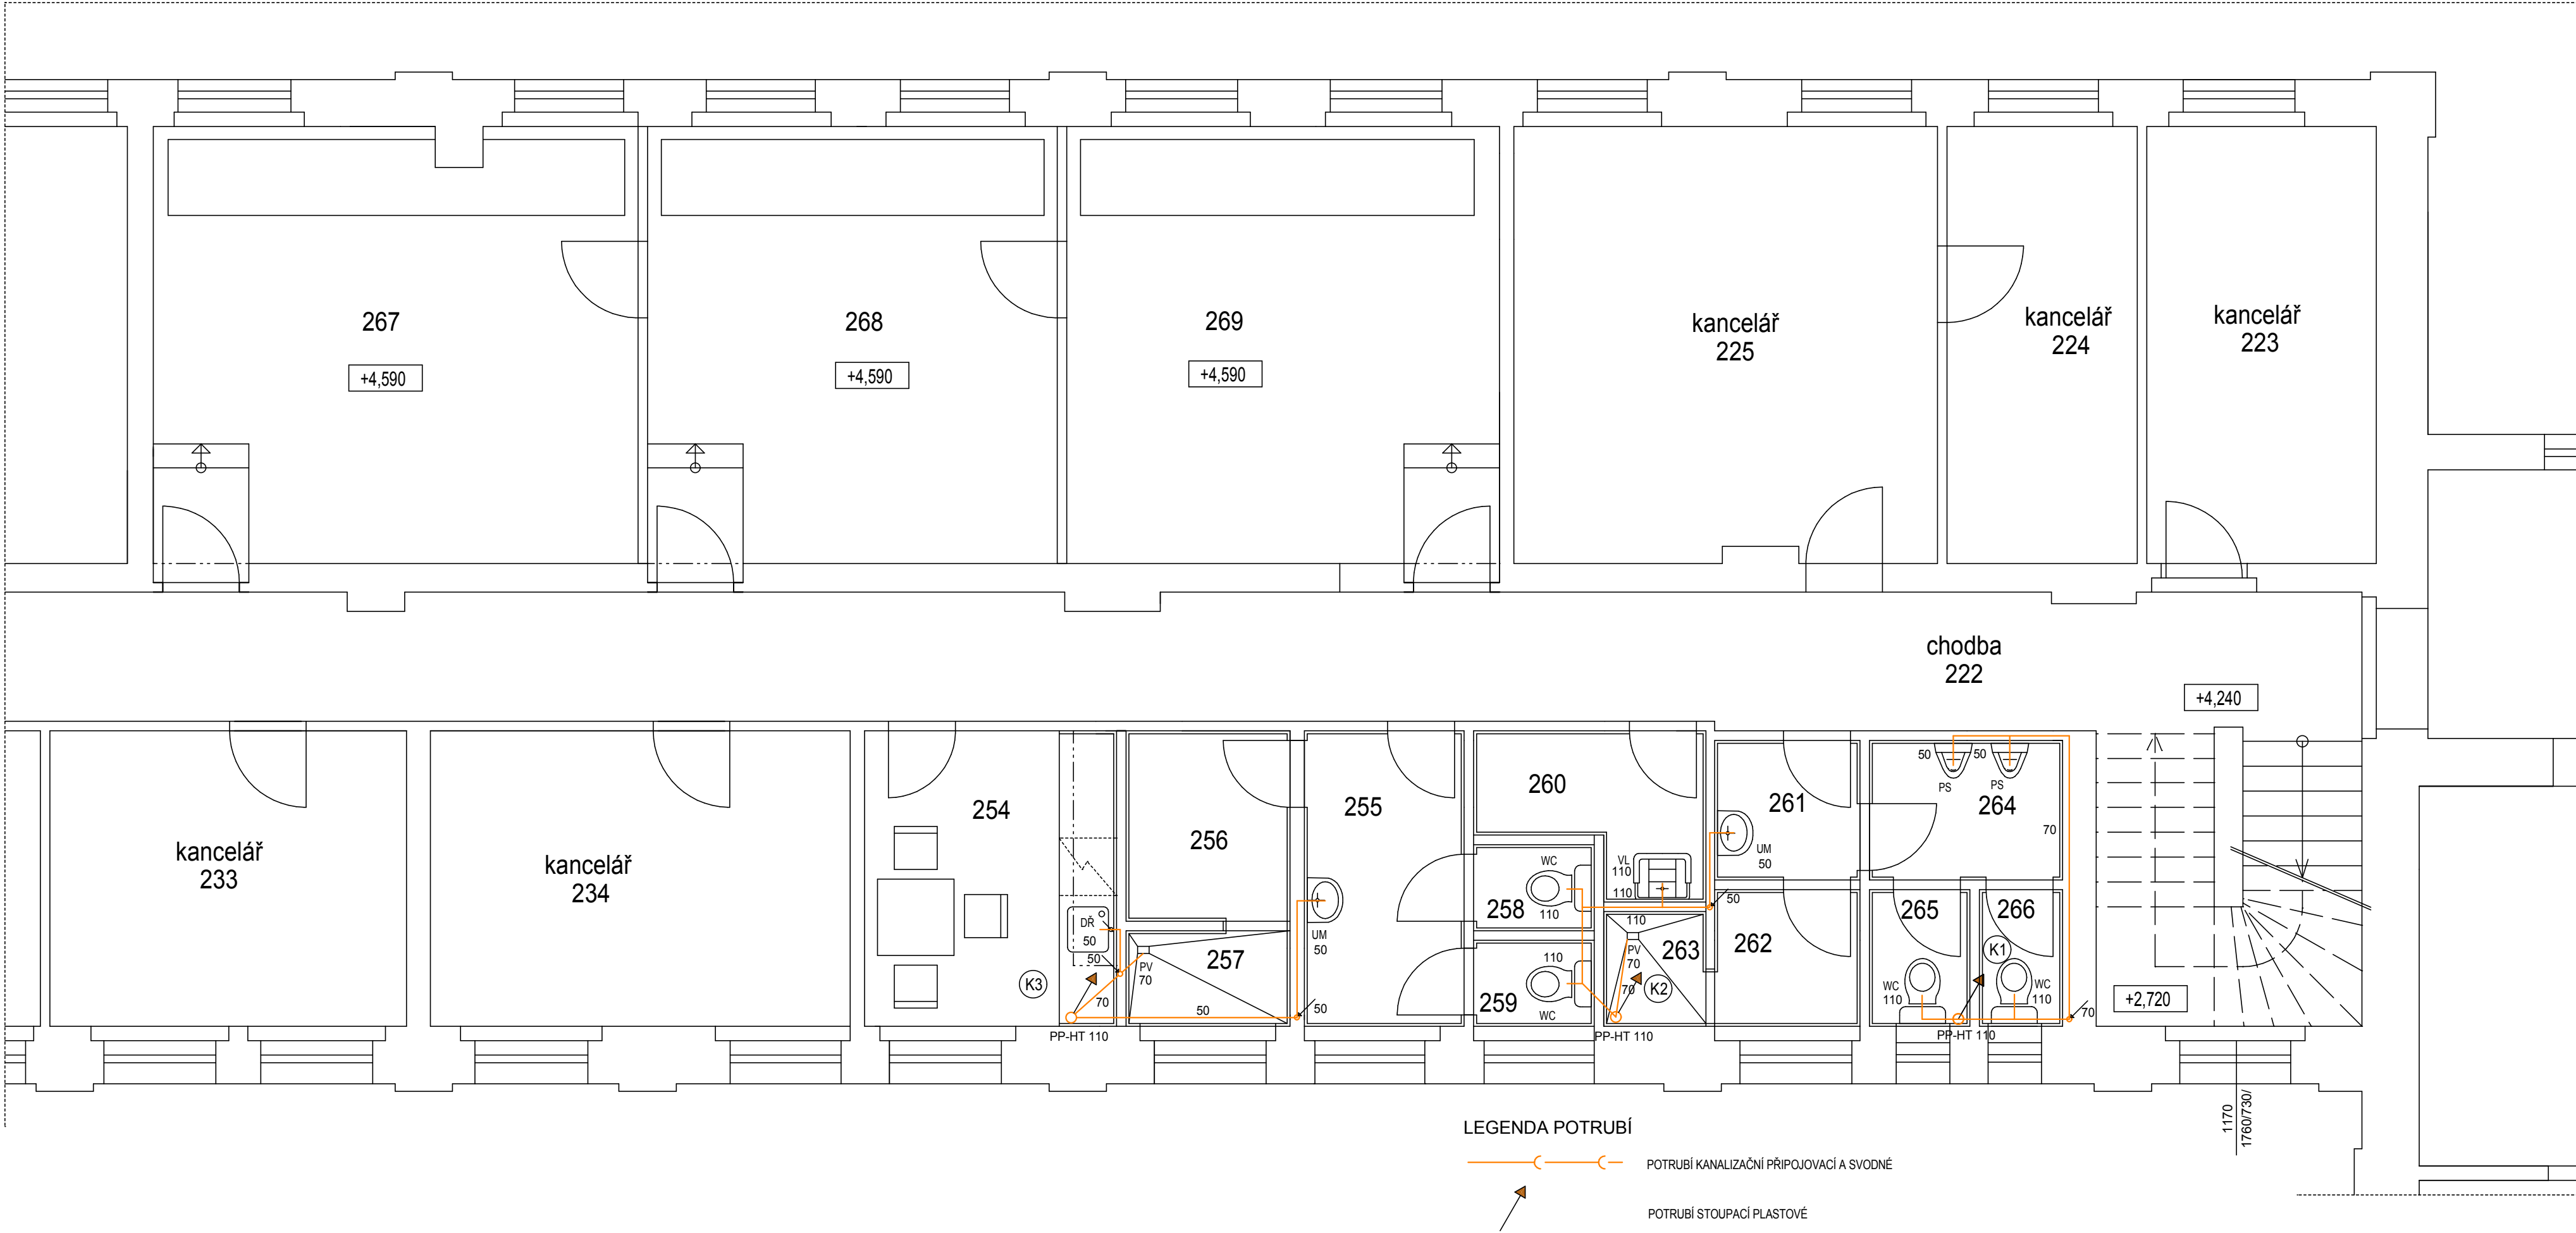 267
+4,590
268
+4,590
269
+4,590
kancelář
225
kancelář
224
kancelář
223
chodba
222
+4,240
kancelář
233
kancelář
234
254
DŘ
50
50
K3
70
PP-HT 110
256
PV
70
257
50
255
UM
50
50
260
WC
110
258
110
WC
259
VL
110
110
110
PV
70
70
263
K2
PP-HT 110
261
UM
50
50
262
50
50
PS
PS
264
70
265
266
K1
WC
110
WC
110
70
PP-HT 110
+2,720
1170
1760/730/
LEGENDA POTRUBÍ
POTRUBÍ KANALIZAČNÍ PŘIPOJOVACÍ A SVODNÉ
POTRUBÍ STOUPACÍ PLASTOVÉ